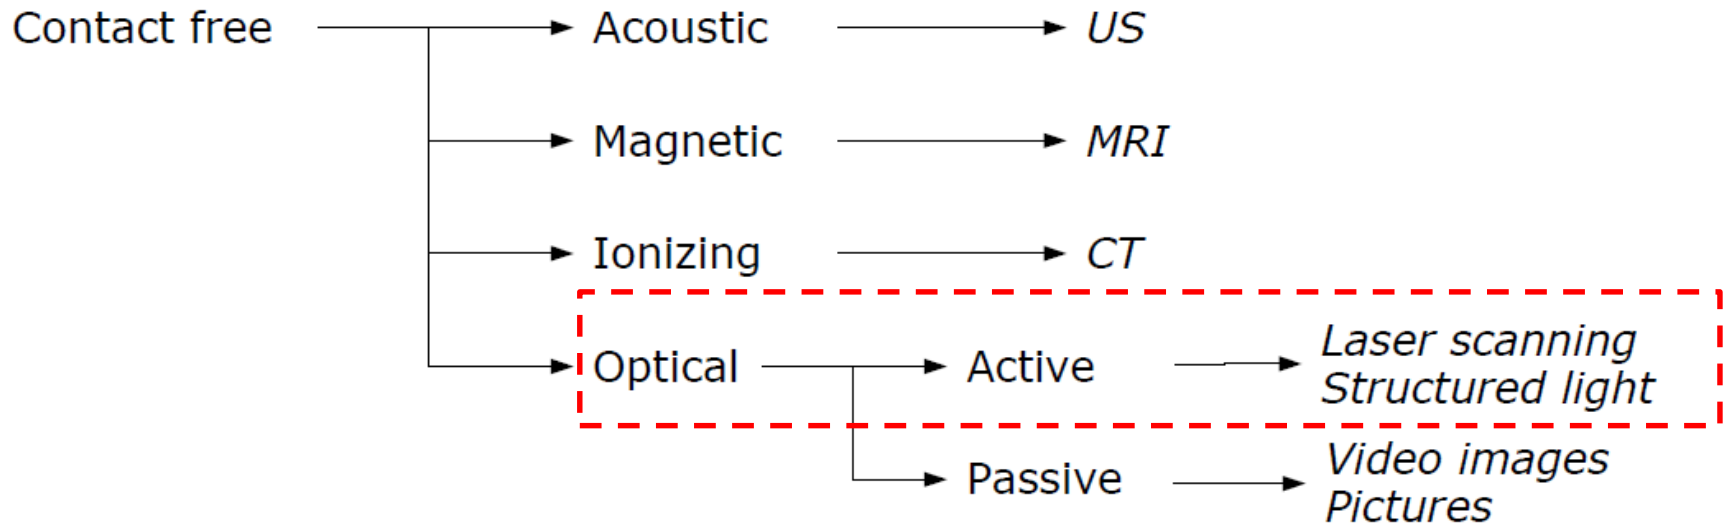 Contact free
Acoustic
US
Magnetic
MRI
Ionizing
CT
Optical
Active
Laser scanning
Structured light
Passive
Video images
Pictures